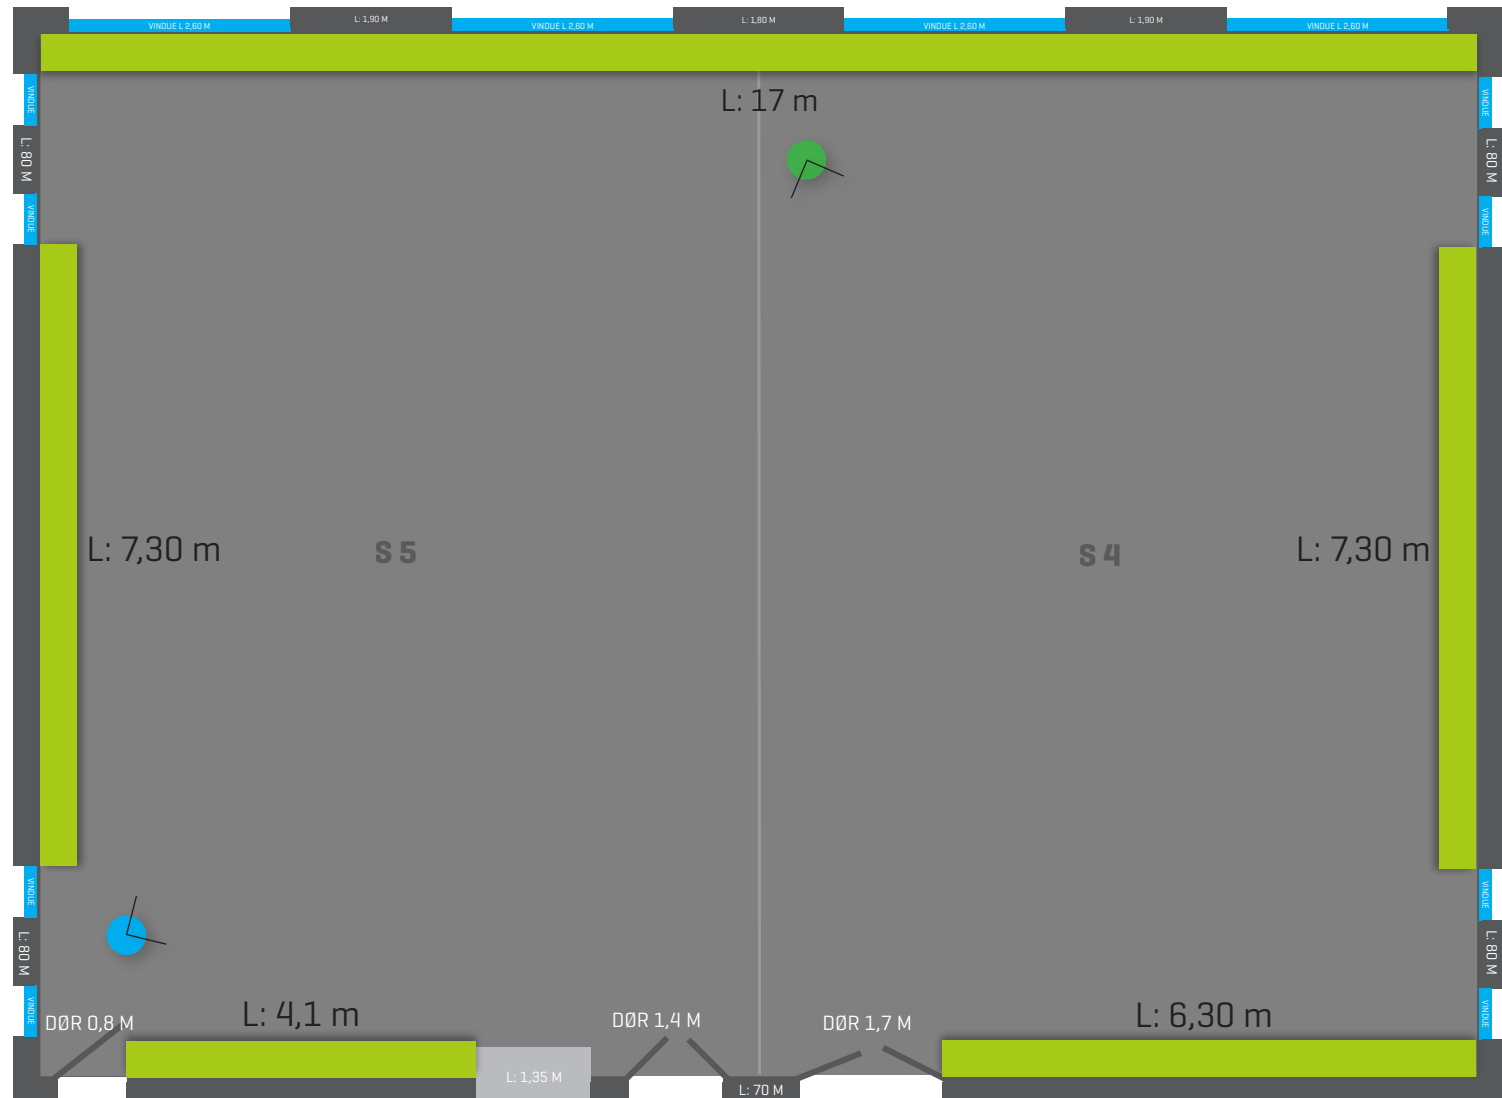 VINDUE L 2,60 M
L: 1,90 M
VINDUE L 2,60 M
L: 1,80 M
VINDUE L 2,60 M
L: 1,90 M
VINDUE L 2,60 M
VINDUE
VINDUE
L: 17 m
L: 80 M
L: 80 M
VINDUE
VINDUE
L: 7,30 m
S 5
S 4
L: 7,30 m
VINDUE
VINDUE
L: 80 M
L: 80 M
VINDUE
VINDUE
DØR 0,8 M
L: 4,1 m
DØR 1,4 M
DØR 1,7 M
L: 6,30 m
L: 1,35 M
L: 70 M